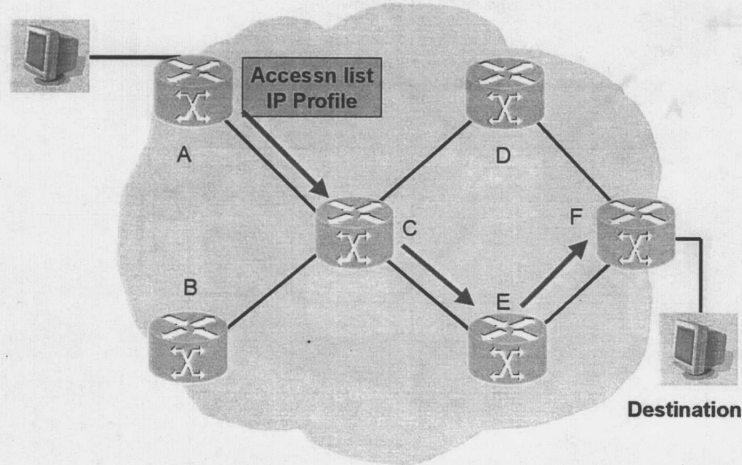 Accessn list
IP Profile
A
D
C
F
B
E
Destination